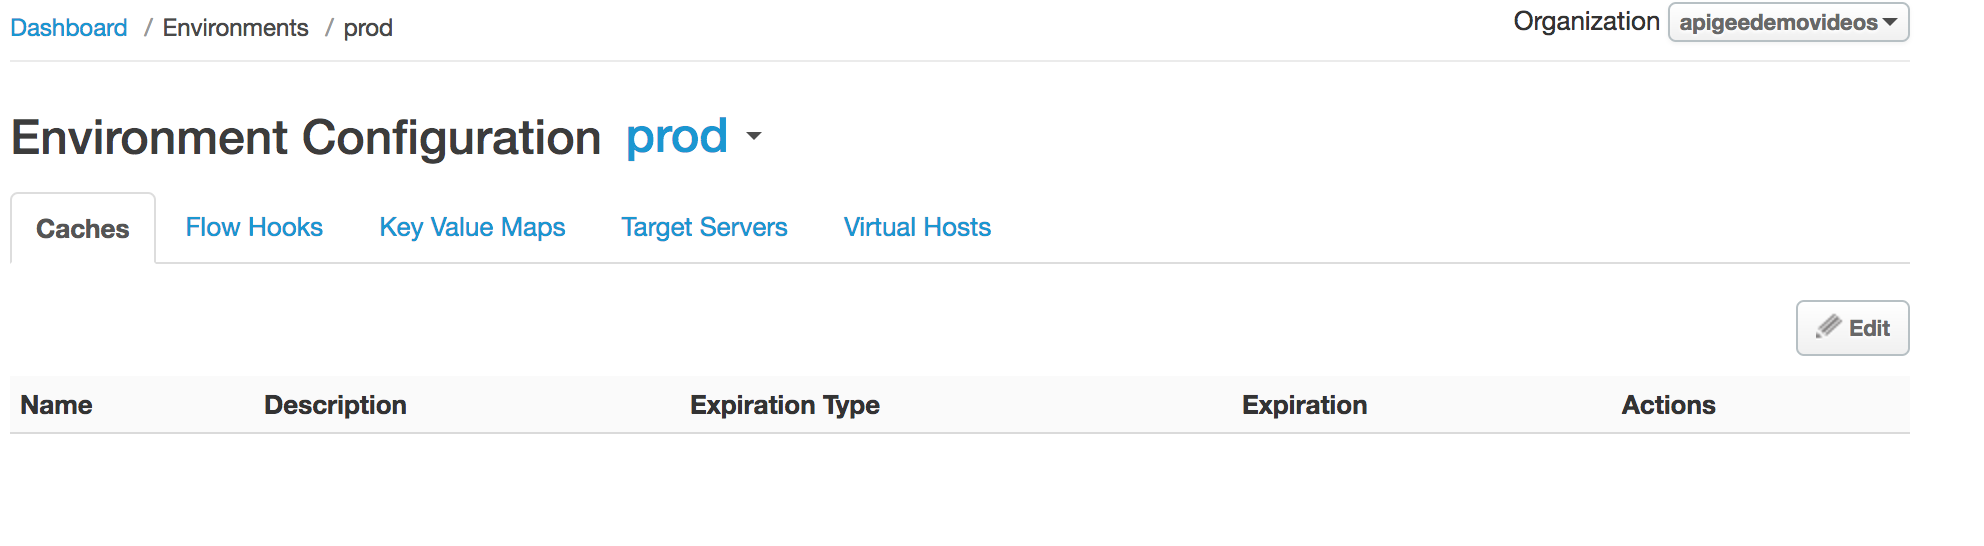 Dashboard / Environments / prod
Organization apigeedemovideos
Environment Configuration prod
Caches Flow Hooks Key Value Maps Target Servers Virtual Hosts
Edit
Name Description Expiration Type Expiration Actions